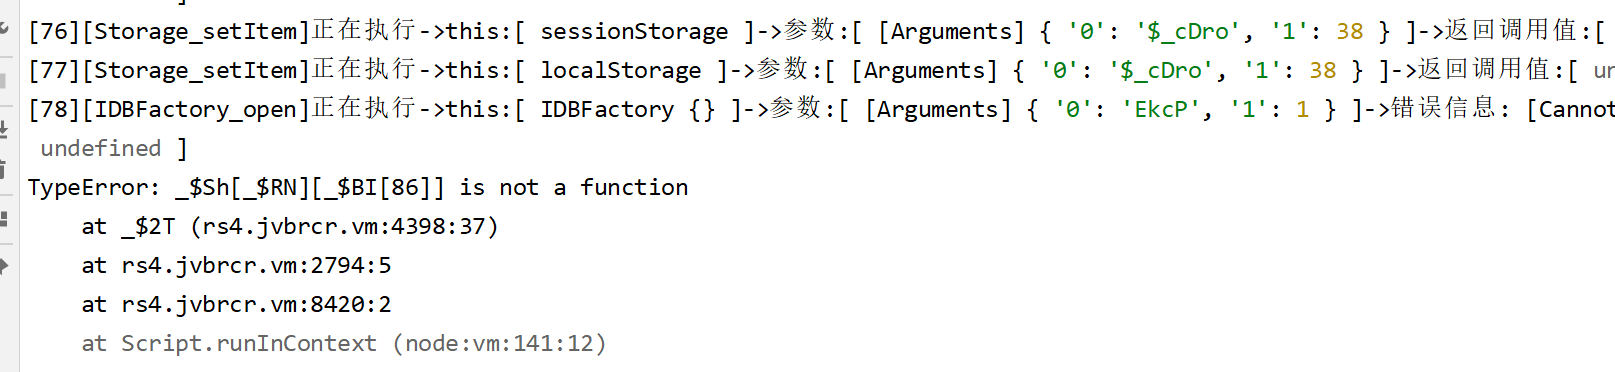 [76][Storage_setItem]正在执行->this:[ sessionStorage ]->参数:[ [Arguments] { '0': '$_cDro', '1': 38 } ]->返回调用值:[
[77][Storage_setItem]正在执行->this:[ localStorage ]->参数:[ [Arguments] { '0': '$_cDro', '1': 38 } ]->返回调用值:[ un
[78][IDBFactory_open]正在执行->this:[ IDBFactory {} ]->参数:[ [Arguments] { '0': 'EkcP', '1': 1 } ]->错误信息: [Cannot
undefined ]
TypeError: _$Sh[_$RN][_$BI[86]] is not a function
at _$2T (rs4.jvbrcr.vm:4398:37)
at rs4.jvbrcr.vm:2794:5
at rs4.jvbrcr.vm:8420:2
at Script.runInContext (node:vm:141:12)